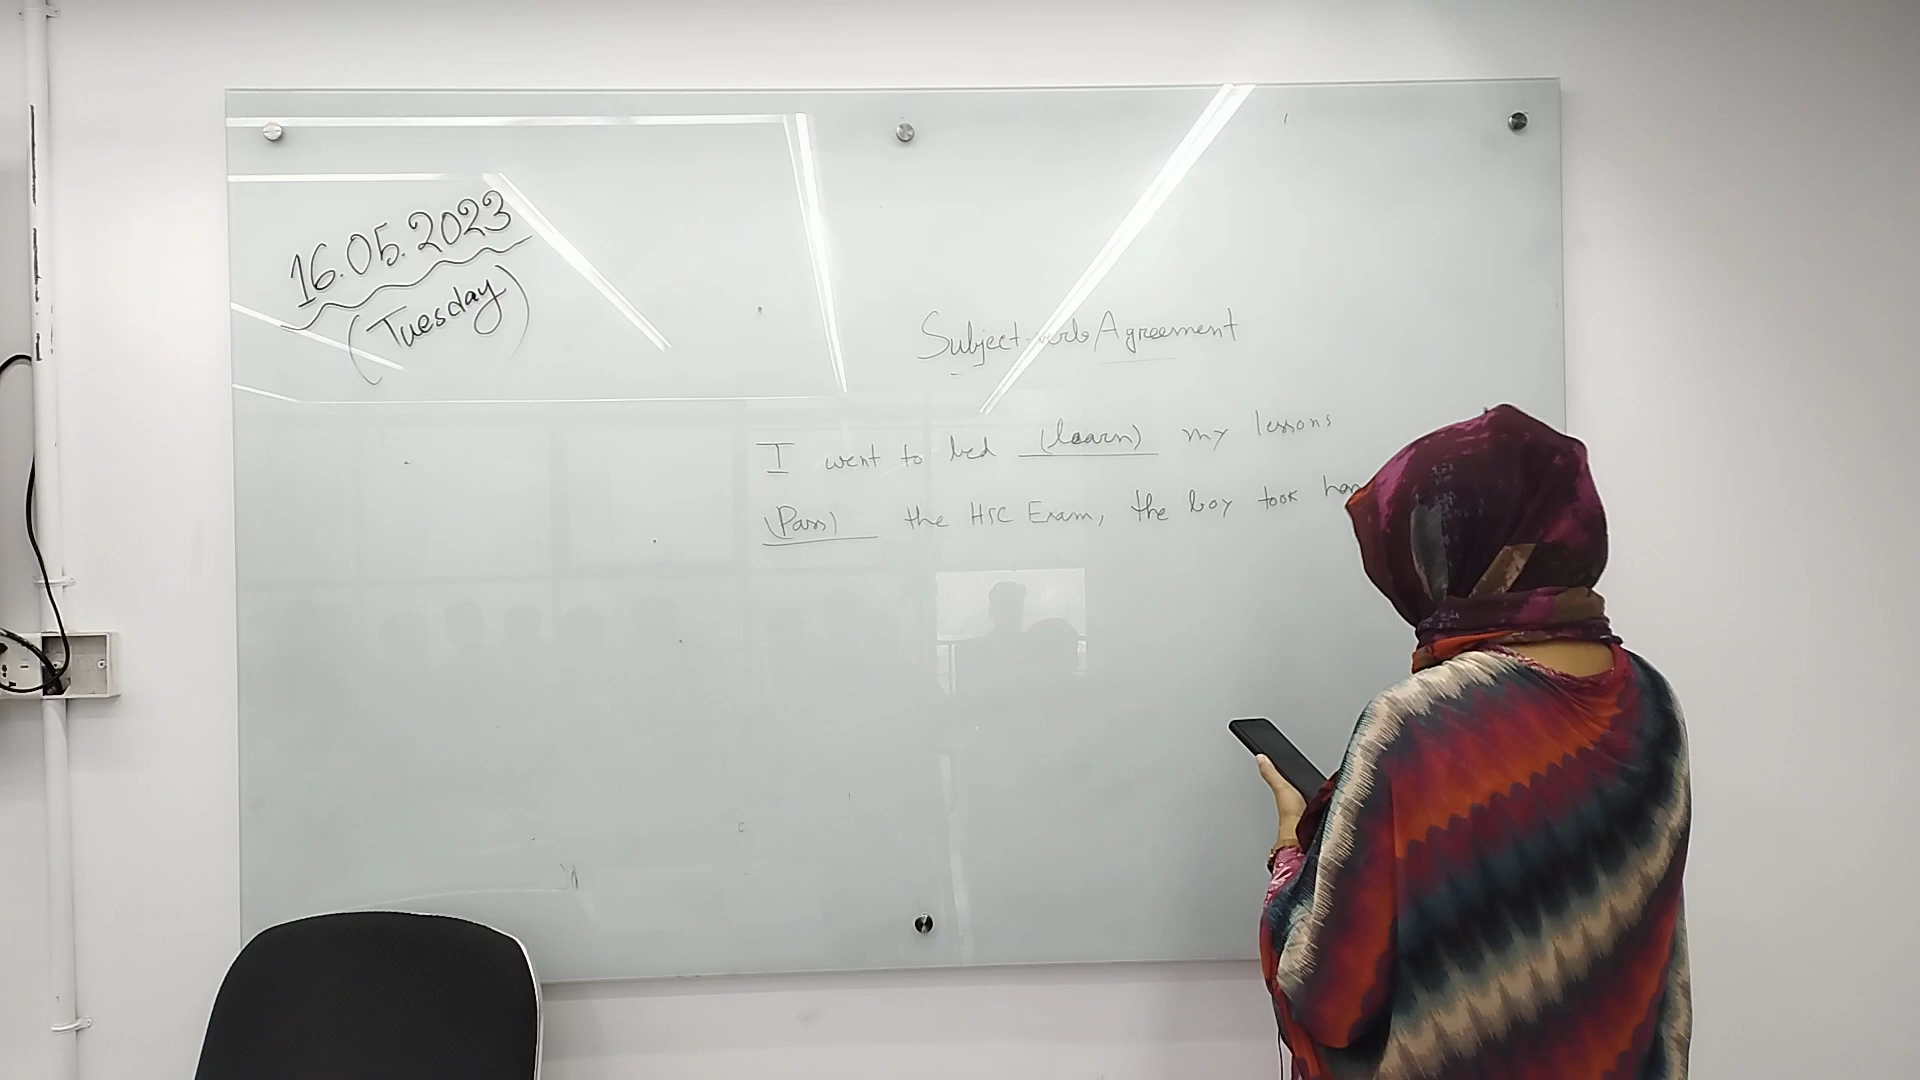 16.05.2023
(Tuesday)
Subject-verb Agreement
I went to bed (learn) my lessons
(Pass) the HSC Exam, the boy took